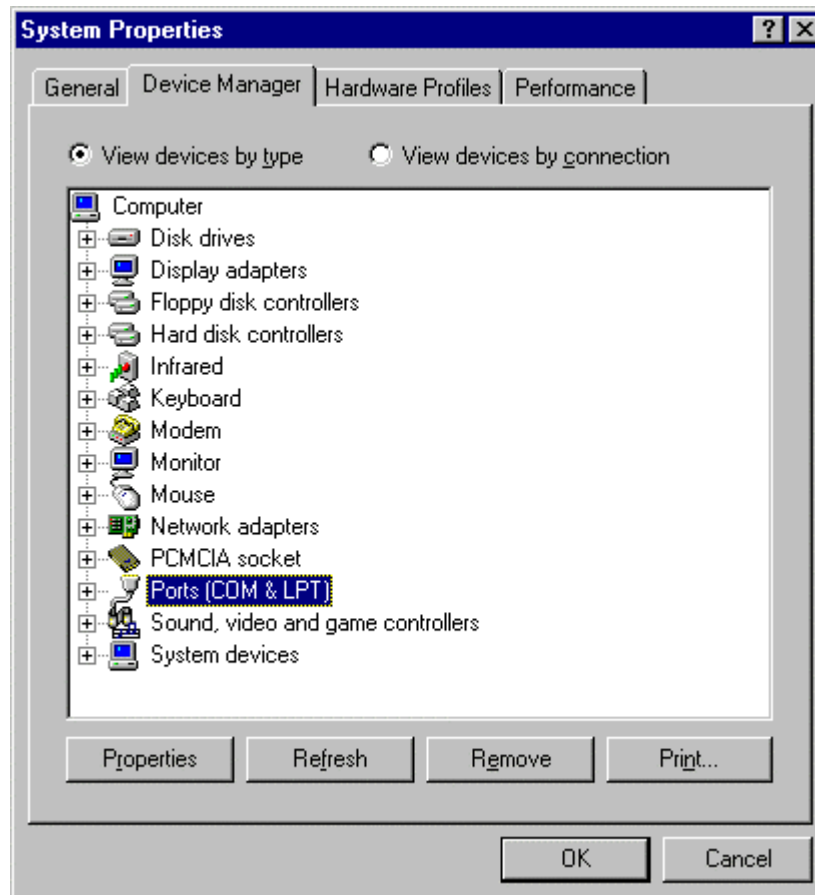 System Properties
General Device Manager Hardware Profiles Performance
View devices by type View devices by connection
Computer
Disk drives
Display adapters
Floppy disk controllers
Hard disk controllers
Infrared
Keyboard
Modem
Monitor
Mouse
Network adapters
PCMCIA socket
Ports (COM & LPT)
Sound, video and game controllers
System devices
Properties Refresh Remove Print...
OK Cancel